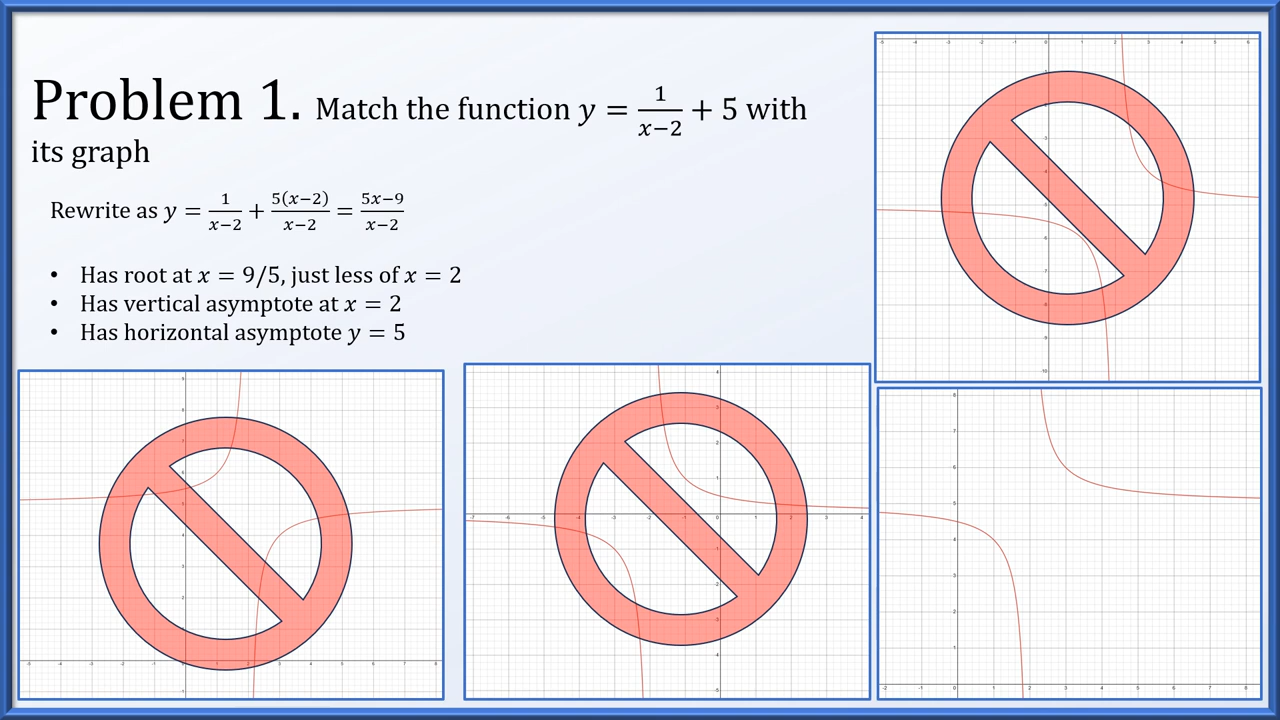 Problem 1. Match the function y = 1/(x−2) + 5 with
its graph
Rewrite as y = 1/(x−2) + 5(x−2)/(x−2) = (5x−9)/(x−2)
• Has root at x = 9/5, just less of x = 2
• Has vertical asymptote at x = 2
• Has horizontal asymptote y = 5